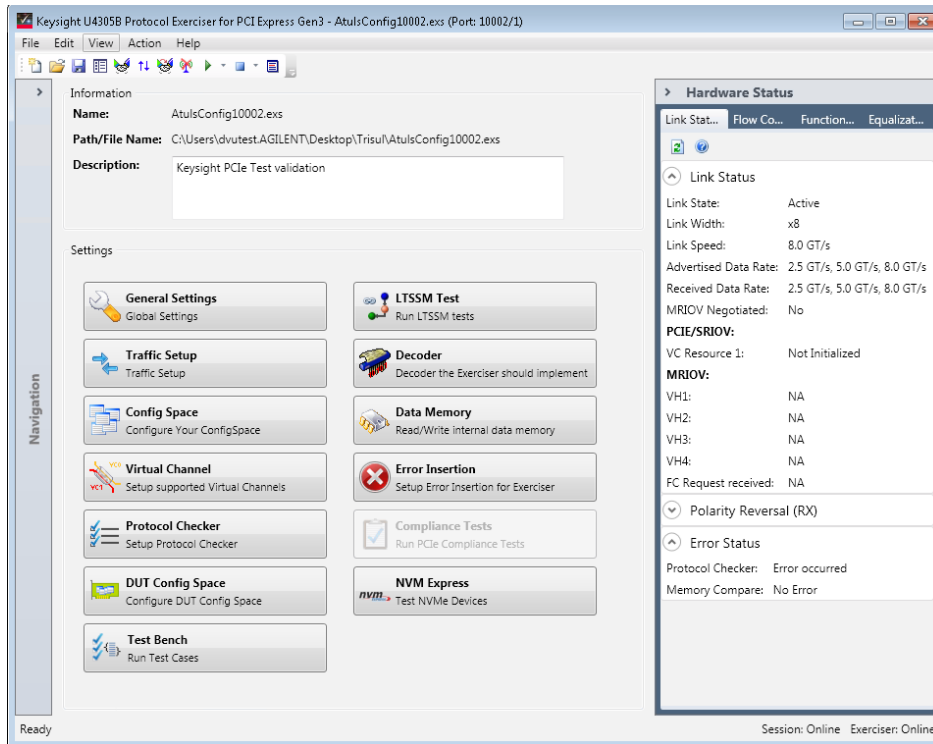 Keysight U4305B Protocol Exerciser for PCI Express Gen3 - AtulsConfig10002.exs (Port: 10002/1)
File Edit View Action Help
Navigation
Information
Name: AtulsConfig10002.exs
Path/File Name: C:\Users\dvutest.AGILENT\Desktop\Trisul\AtulsConfig10002.exs
Description: Keysight PCIe Test validation
Settings
General Settings
Global Settings
Traffic Setup
Traffic Setup
Config Space
Configure Your ConfigSpace
VC0
VC1
Virtual Channel
Setup supported Virtual Channels
Protocol Checker
Setup Protocol Checker
DUT Config Space
Configure DUT Config Space
Test Bench
Run Test Cases
LTSSM Test
Run LTSSM tests
Decoder
Decoder the Exerciser should implement
Data Memory
Read/Write internal data memory
Error Insertion
Setup Error Insertion for Exerciser
Compliance Tests
Run PCIe Compliance Tests
nvm
NVM Express
Test NVMe Devices
Hardware Status
Link Stat... Flow Co... Function... Equalizat...
Link Status
Link State: Active
Link Width: x8
Link Speed: 8.0 GT/s
Advertised Data Rate: 2.5 GT/s, 5.0 GT/s, 8.0 GT/s
Received Data Rate: 2.5 GT/s, 5.0 GT/s, 8.0 GT/s
MRIOV Negotiated: No
PCIE/SRIOV:
VC Resource 1: Not Initialized
MRIOV:
VH1: NA
VH2: NA
VH3: NA
VH4: NA
FC Request received: NA
Polarity Reversal (RX)
Error Status
Protocol Checker: Error occurred
Memory Compare: No Error
Ready
Session: Online Exerciser: Online